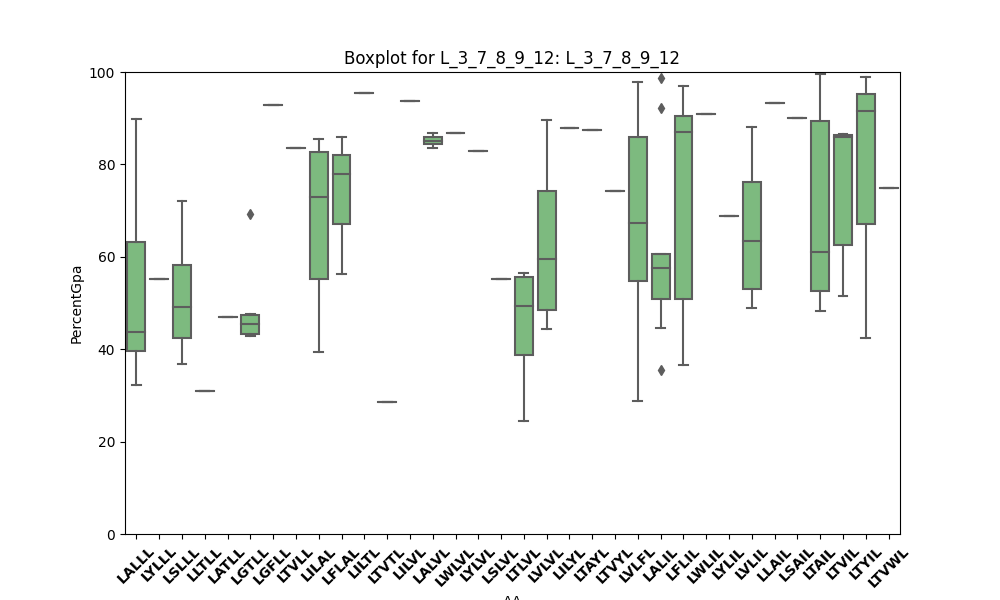 Boxplot for L_3_7_8_9_12: L_3_7_8_9_12
100
80
60
40
20
0
PercentGpa
LALLL LYLLL LSLLL LLTLL LATLL LGTLL LGFLL LTVLL LILAL LFLAL LILTL LTVTL LILVL LALVL LWLVL LYLVL LSLVL LTLVL LVLVL LILYL LTAYL LTVYL LVLFL LALIL LFLIL LWLIL LYLIL LVLIL LLAIL LSAIL LTAIL LTVIL LTYIL LTVWL
AA